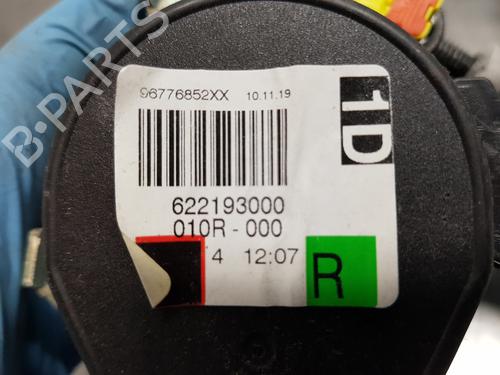 96776852XX 10.11.19
1D
622193000
010R-000
4 12:07
R
B-PARTS